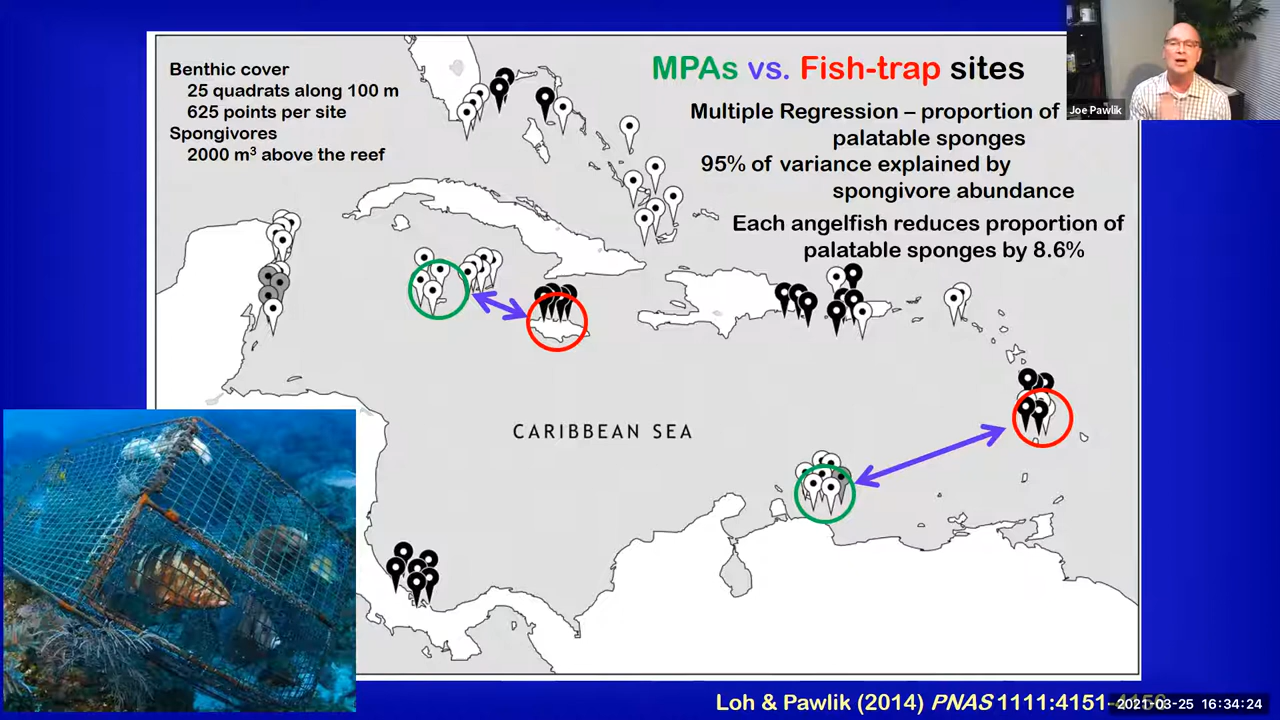 Benthic cover
25 quadrats along 100 m
625 points per site
Spongivores
2000 m³ above the reef
MPAs vs. Fish-trap sites
Multiple Regression – proportion of
palatable sponges
95% of variance explained by
spongivore abundance
Each angelfish reduces proportion of
palatable sponges by 8.6%
Joe Pawlik
CARIBBEAN SEA
Loh & Pawlik (2014) PNAS 1111:4151-
2021-03-25 16:34:24